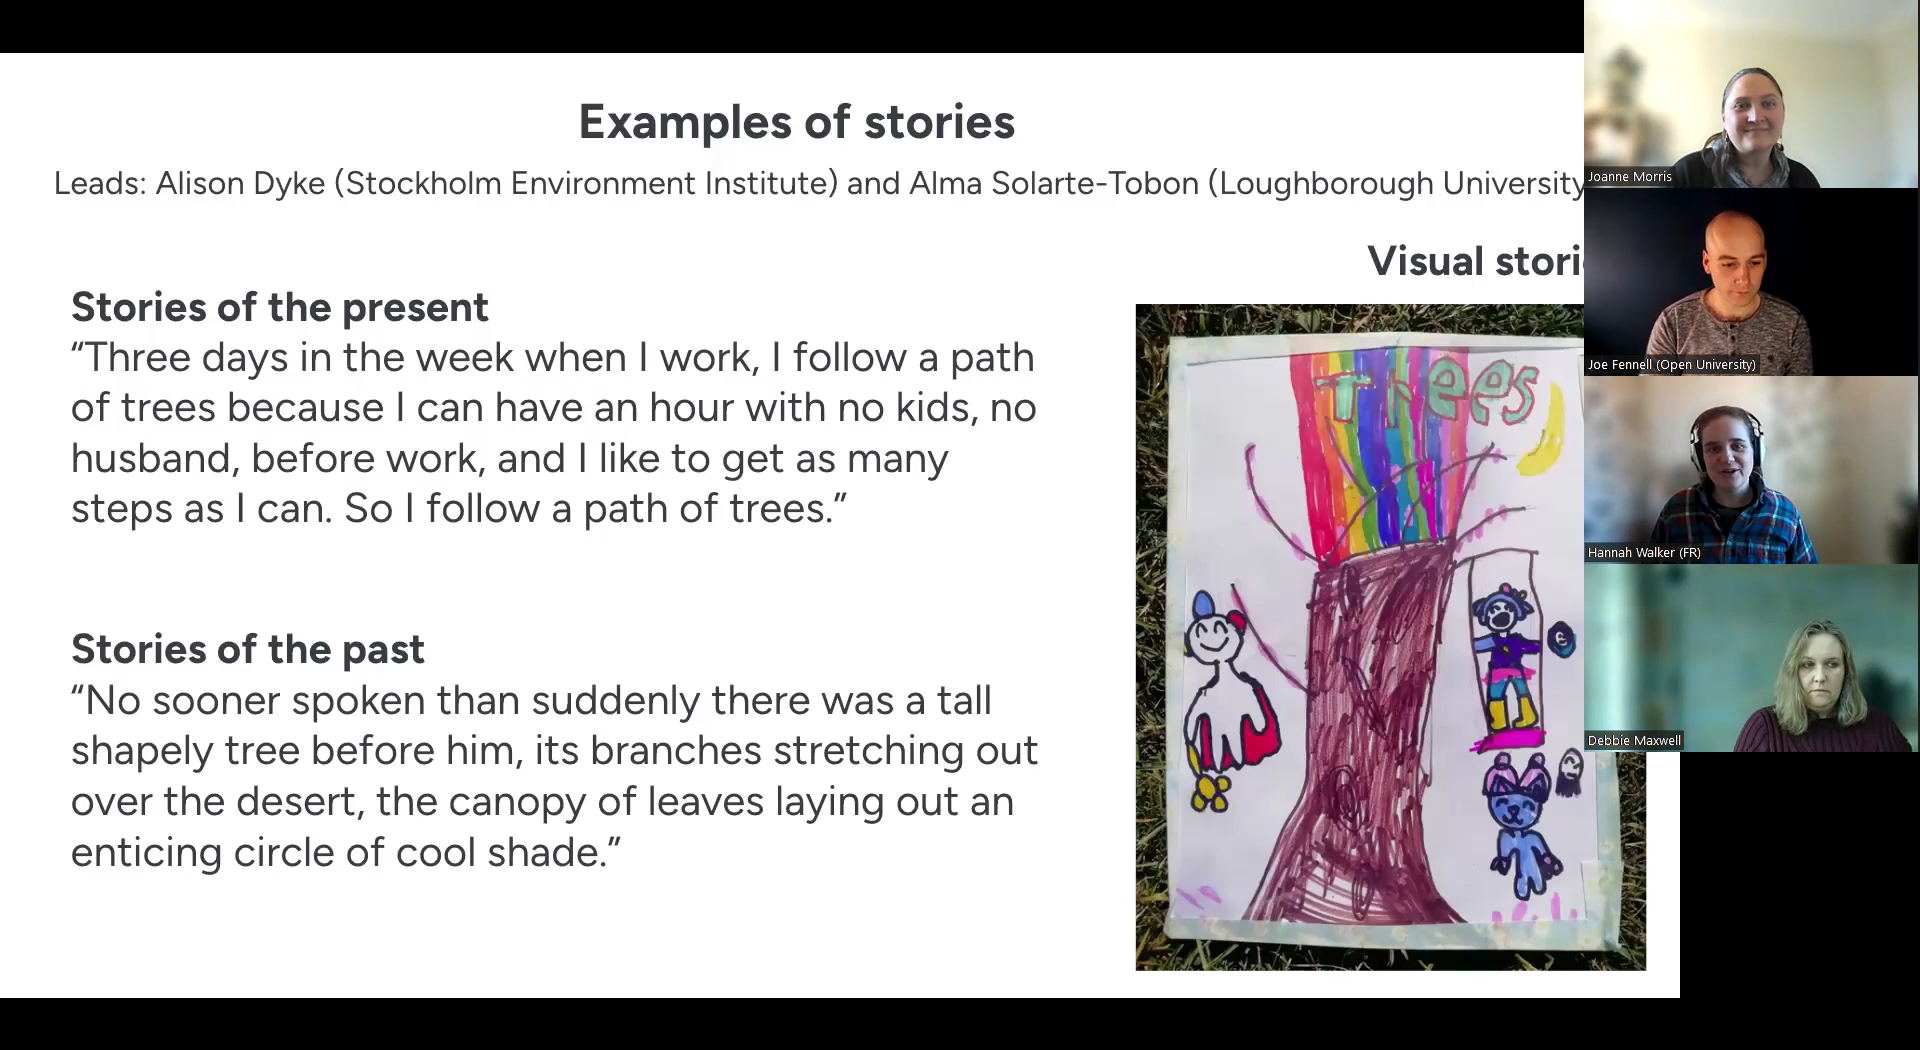 Examples of stories
Leads: Alison Dyke (Stockholm Environment Institute) and Alma Solarte-Tobon (Loughborough University
Visual stori
Stories of the present
“Three days in the week when I work, I follow a path
of trees because I can have an hour with no kids, no
husband, before work, and I like to get as many
steps as I can. So I follow a path of trees.”
Stories of the past
“No sooner spoken than suddenly there was a tall
shapely tree before him, its branches stretching out
over the desert, the canopy of leaves laying out an
enticing circle of cool shade.”
Trees
Joanne Morris
Joe Fennell (Open University)
Hannah Walker (FR)
Debbie Maxwell